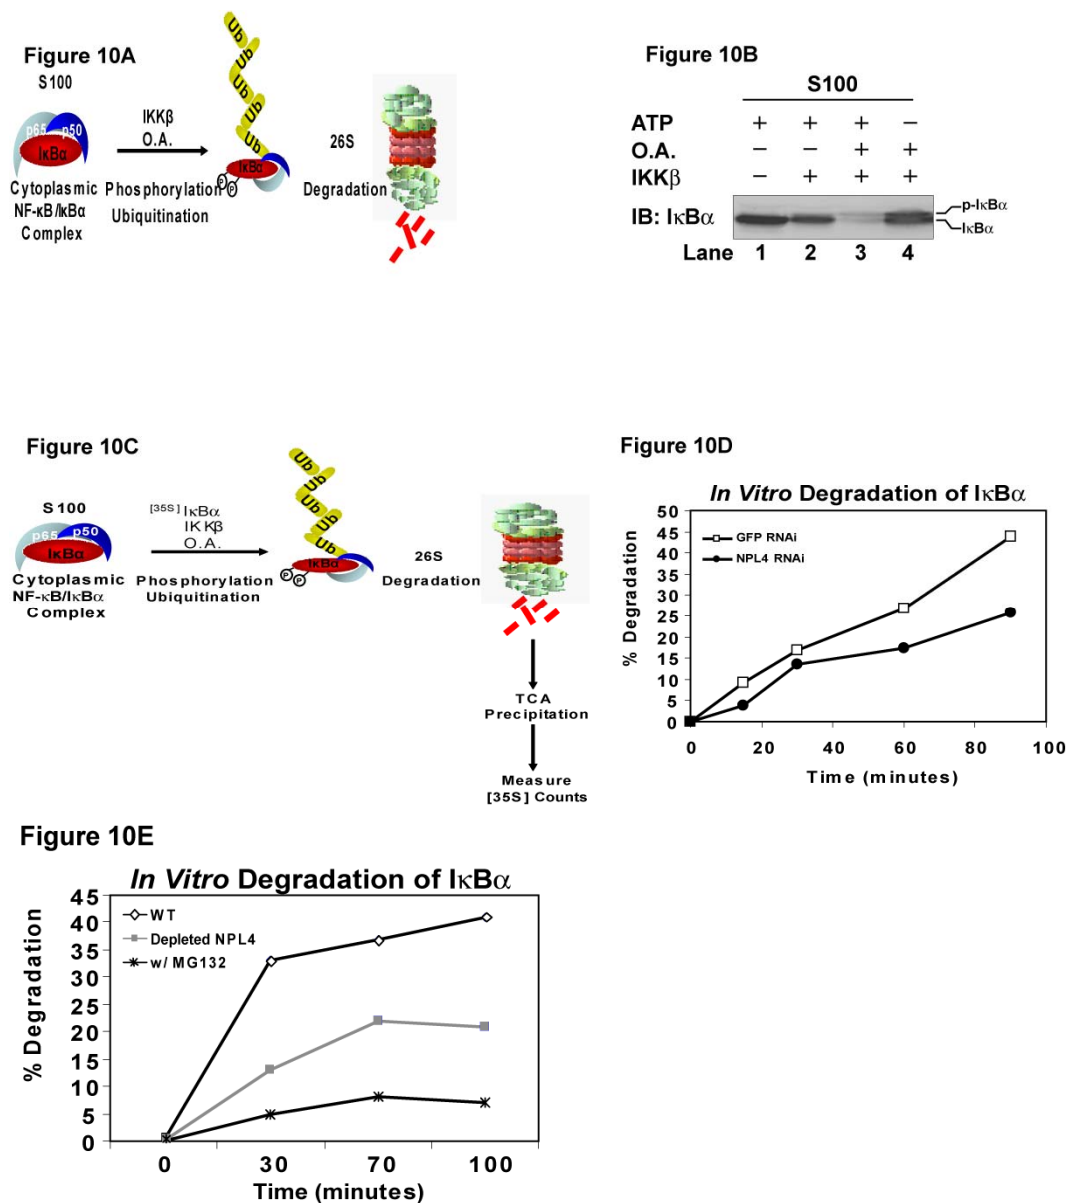 Figure 10A
S100
p65 p50
IκBα
Cytoplasmic
NF-κB/IκBα
Complex
IKKβ
O.A.
Phosphorylation
Ubiquitination
Ub
Ub
Ub
Ub
Ub
IκBα
P
P
26S
Degradation
Figure 10B
S100
ATP + + + –
O.A. – – + +
IKKβ – + + +
IB: IκBα
p-IκBα
IκBα
Lane 1 2 3 4
Figure 10C
S100
p65 p50
IκBα
Cytoplasmic
NF-κB/IκBα
Complex
[35S] IκBα
IKKβ
O.A.
Phosphorylation
Ubiquitination
Ub
Ub
Ub
Ub
Ub
IκBα
P
P
26S
Degradation
TCA
Precipitation
Measure
[35S] Counts
Figure 10D
In Vitro Degradation of IκBα
GFP RNAi
NPL4 RNAi
% Degradation
50
45
40
35
30
25
20
15
10
5
0
0 20 40 60 80 100
Time (minutes)
Figure 10E
In Vitro Degradation of IκBα
WT
Depleted NPL4
w/ MG132
% Degradation
45
40
35
30
25
20
15
10
5
0
0 30 70 100
Time (minutes)